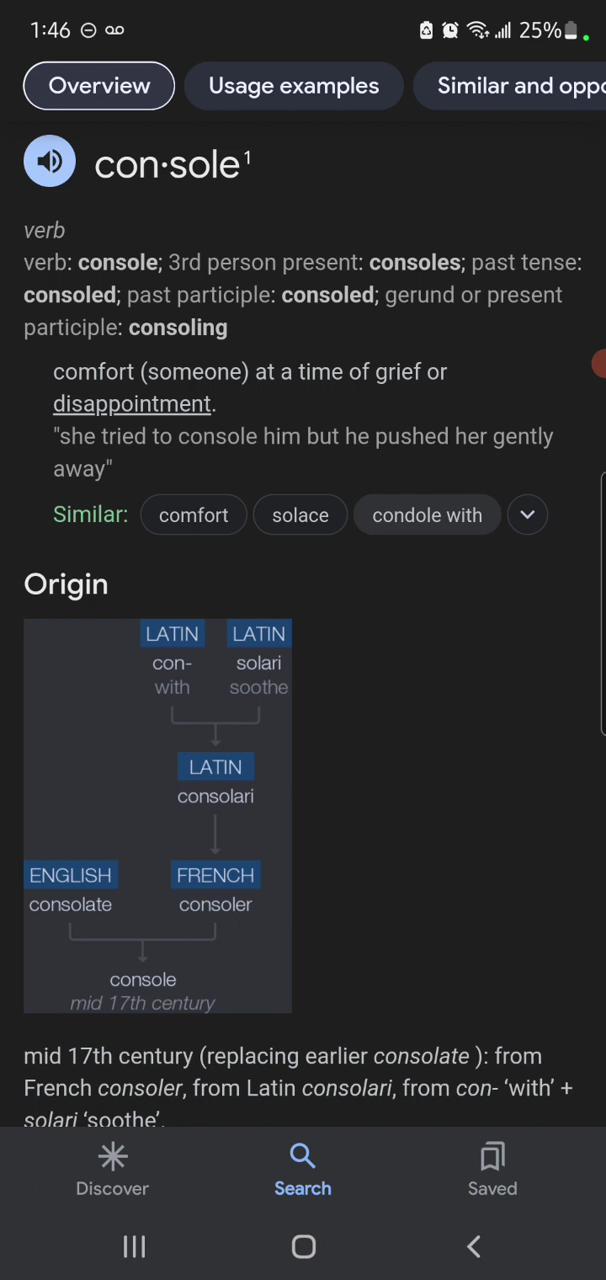 1:46 25%
Overview Usage examples Similar and oppo
con·sole¹
verb
verb: console; 3rd person present: consoles; past tense:
consoled; past participle: consoled; gerund or present
participle: consoling
comfort (someone) at a time of grief or
disappointment.
"she tried to console him but he pushed her gently
away"
Similar: comfort solace condole with
Origin
LATIN LATIN
con- solari
with soothe
LATIN
consolari
ENGLISH FRENCH
consolate consoler
console
mid 17th century
mid 17th century (replacing earlier consolate ): from
French consoler, from Latin consolari, from con- ‘with’ +
solari ‘soothe’.
Discover Search Saved